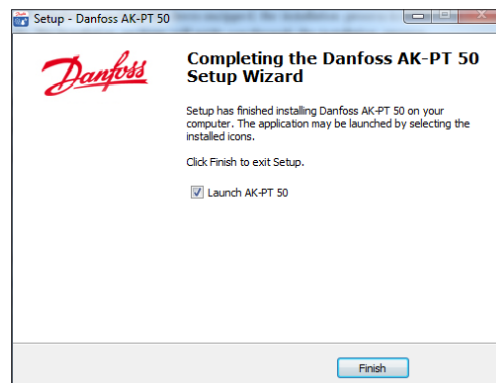 Setup - Danfoss AK-PT 50
Danfoss
Completing the Danfoss AK-PT 50
Setup Wizard
Setup has finished installing Danfoss AK-PT 50 on your
computer. The application may be launched by selecting the
installed icons.
Click Finish to exit Setup.
Launch AK-PT 50
Finish